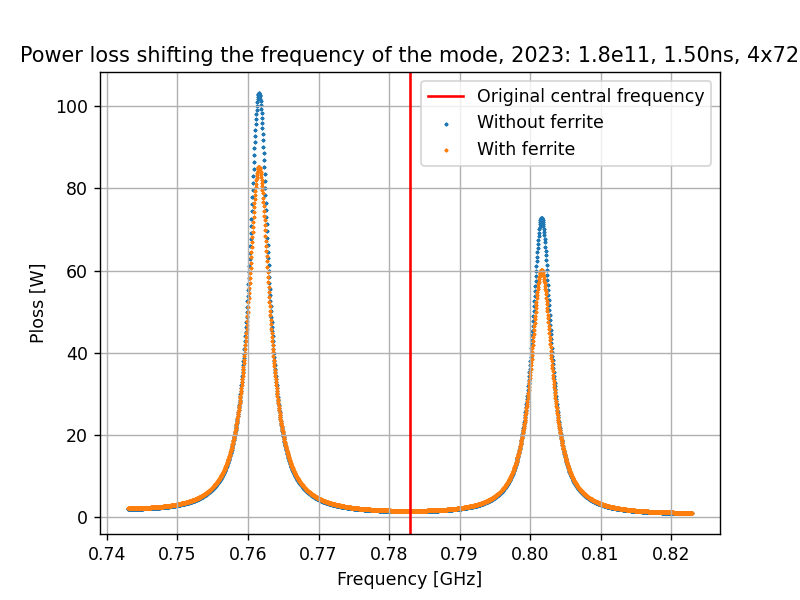 Power loss shifting the frequency of the mode, 2023: 1.8e11, 1.50ns, 4x72
Original central frequency
Without ferrite
With ferrite
100
80
60
40
20
0
Ploss [W]
0.74 0.75 0.76 0.77 0.78 0.79 0.80 0.81 0.82
Frequency [GHz]